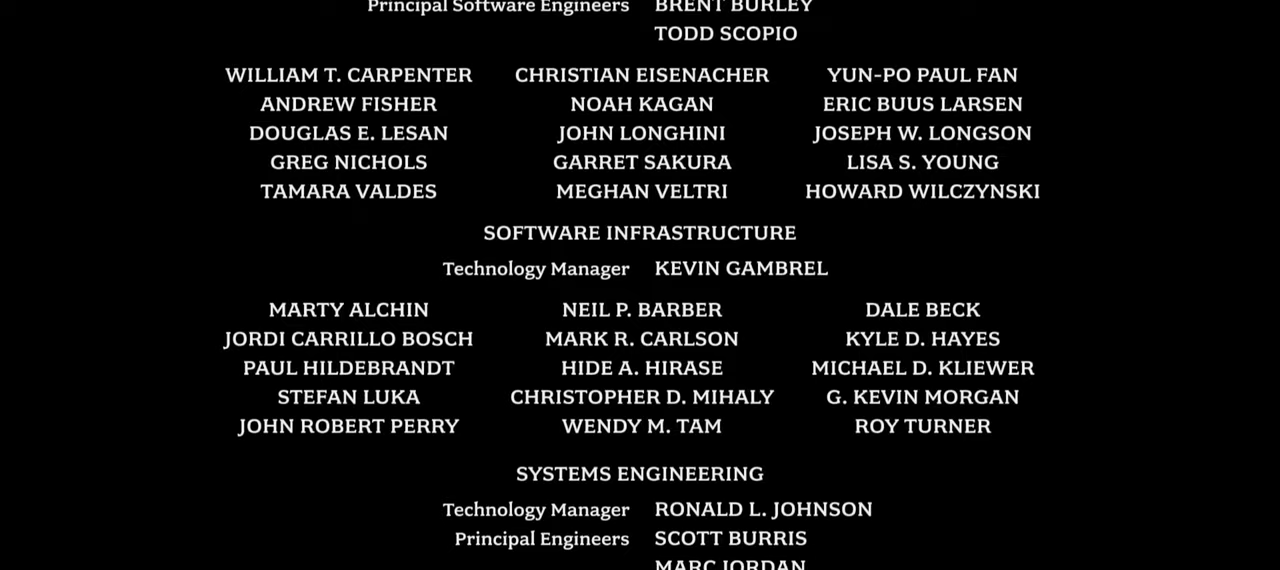 Principal Software Engineers BRENT BURLEY
TODD SCOPIO
WILLIAM T. CARPENTER CHRISTIAN EISENACHER YUN-PO PAUL FAN
ANDREW FISHER NOAH KAGAN ERIC BUUS LARSEN
DOUGLAS E. LESAN JOHN LONGHINI JOSEPH W. LONGSON
GREG NICHOLS GARRET SAKURA LISA S. YOUNG
TAMARA VALDES MEGHAN VELTRI HOWARD WILCZYNSKI
SOFTWARE INFRASTRUCTURE
Technology Manager KEVIN GAMBREL
MARTY ALCHIN NEIL P. BARBER DALE BECK
JORDI CARRILLO BOSCH MARK R. CARLSON KYLE D. HAYES
PAUL HILDEBRANDT HIDE A. HIRASE MICHAEL D. KLIEWER
STEFAN LUKA CHRISTOPHER D. MIHALY G. KEVIN MORGAN
JOHN ROBERT PERRY WENDY M. TAM ROY TURNER
SYSTEMS ENGINEERING
Technology Manager RONALD L. JOHNSON
Principal Engineers SCOTT BURRIS
MARC JORDAN